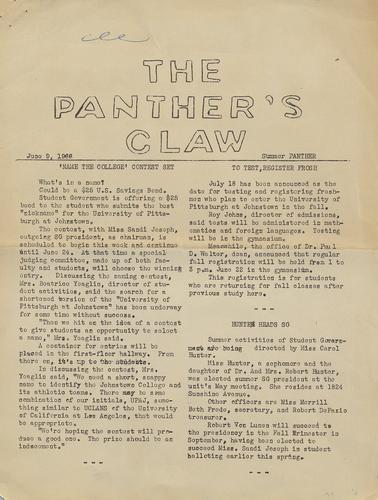 THE
PANTHER'S
CLAW
June 9, 1966
Summer PANTHER
'NAME THE COLLEGE' CONTEST SET
What's in a name?
Could be a $25 U.S. Savings Bond.
Student Government is offering a $25
bond to the student who submits the best
"nickname" for the University of Pitts-
burgh at Johnstown.
The contest, with Miss Sandi Joseph,
outgoing SG president, as chairman, is
scheduled to begin this week and continue
until June 24. At that time a special
judging committee, made up of both fac-
ulty and students, will choose the winning
entry. Discussing the coming contest,
Mrs. Beatrice Yoaglis, director of stu-
dent activities, said the search for a
shortened version of the "University of
Pittsburgh at Johnstown" has been underway
for some time without success.
"Thou we hit on the idea of a contest
to give students an opportunity to select
a name," Mrs. Yoaglis said.
A container for entries will be
placed in the first-floor hallway. From
there on, it's up to the students.
In discussing the contest, Mrs.
Yoaglis said, "We need a short, snappy
name to identify the Johnstown College and
its athletic teams. There may be some
combination of our initials, UPAJ, some-
thing similar to UCLANS of the University
of California at Los Angeles, that would
be appropriate.
"We're hoping the contest will pro-
duce a good one. The prize should be an
inducement."
- - -
TO TEST, REGISTER FROSH
July 18 has been announced as the
date for testing and registering fresh-
men who plan to enter the University of
Pittsburgh at Johnstown in the fall.
Roy Johns, director of admissions,
said tests will be administered in math-
ematics and foreign languages. Testing
will be in the gymnasium.
Meanwhile, the office of Dr. Paul
D. Walter, dean, announced that regular
full registration will be held from 1 to
3 p.m. June 22 in the gymnasium.
This registration is for students
who are returning for fall classes after
previous study here.
- - -
HUNTER HEADS SG
Summer activities of Student Govern-
ment are being directed by Miss Carol
Hunter.
Miss Hunter, a sophomore and the
daughter of Dr. And Mrs. Robert Hunter,
was elected summer SG president at the
unit's May meeting. She resides at 1824
Sunshine Avenue.
Other officers are Miss Merrill
Beth Frede, secretary, and Robert DeFazio
treasurer.
Robert Von Lunen will succeed to
the presidency in the Fall Trimester in
September, having been elected to
succeed Miss. Sandi Joseph in student
balloting earlier this spring.
- - -